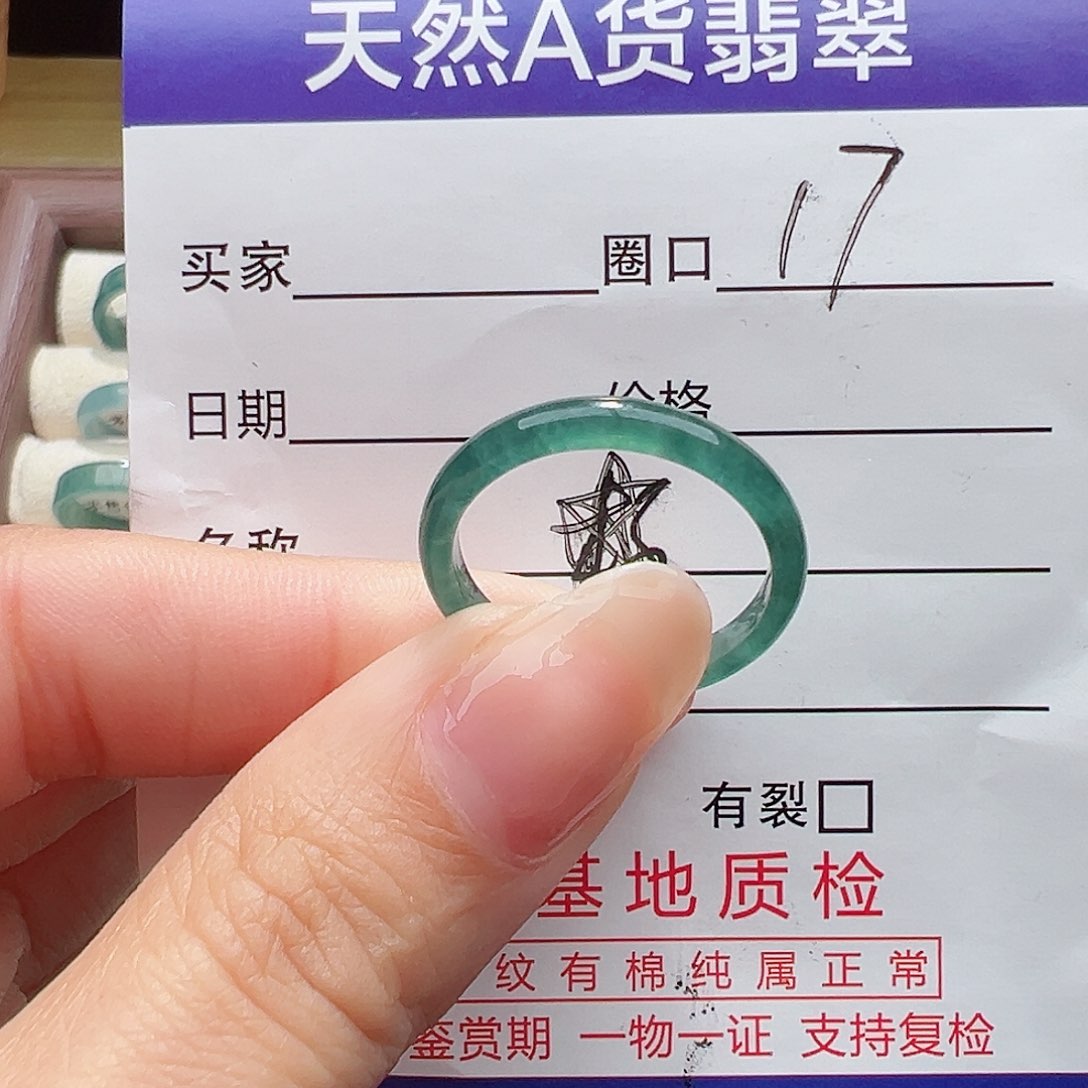 天然A货翡翠
买家 圈口 17
日期 价格
名称
有裂
基地质检
纹有棉纯属正常
鉴赏期 一物一证 支持复检